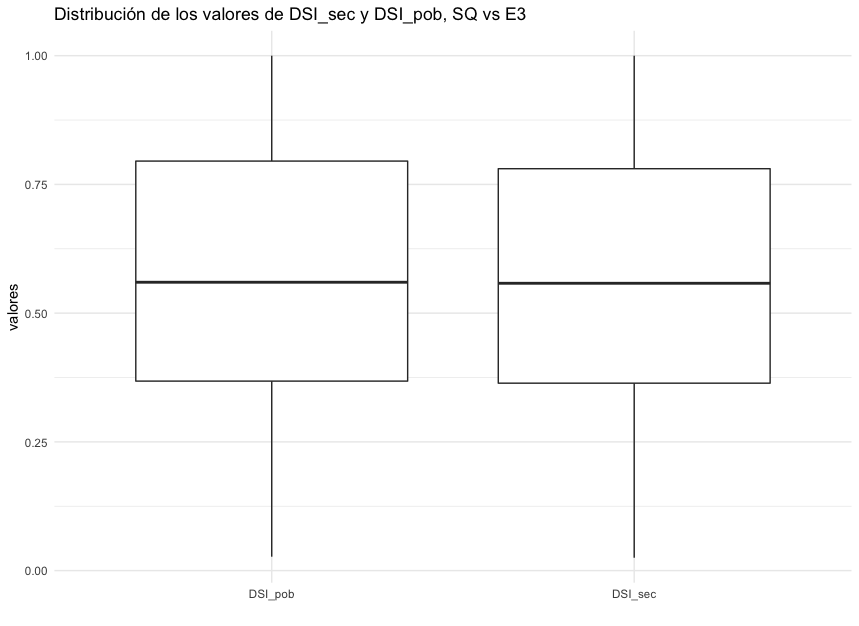 Distribución de los valores de DSI_sec y DSI_pob, SQ vs E3
1.00
0.75
0.50
0.25
0.00
valores
DSI_pob
DSI_sec